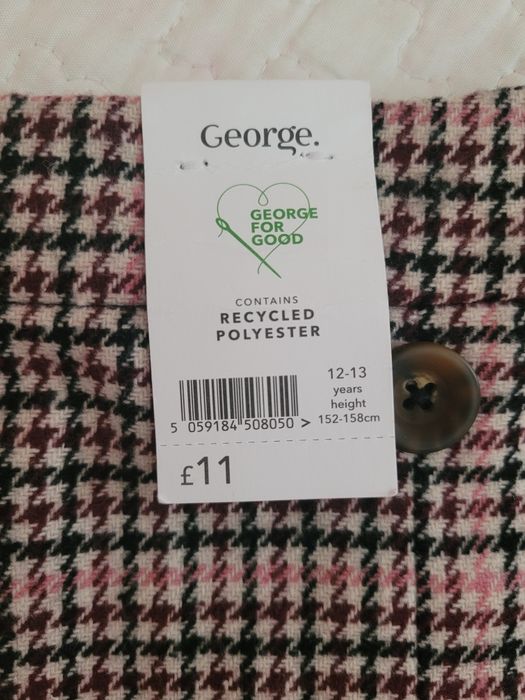 George.
GEORGE
FOR
GOOD
CONTAINS
RECYCLED
POLYESTER
12-13
years
height
152-158cm
5 059184 508050 >
£11